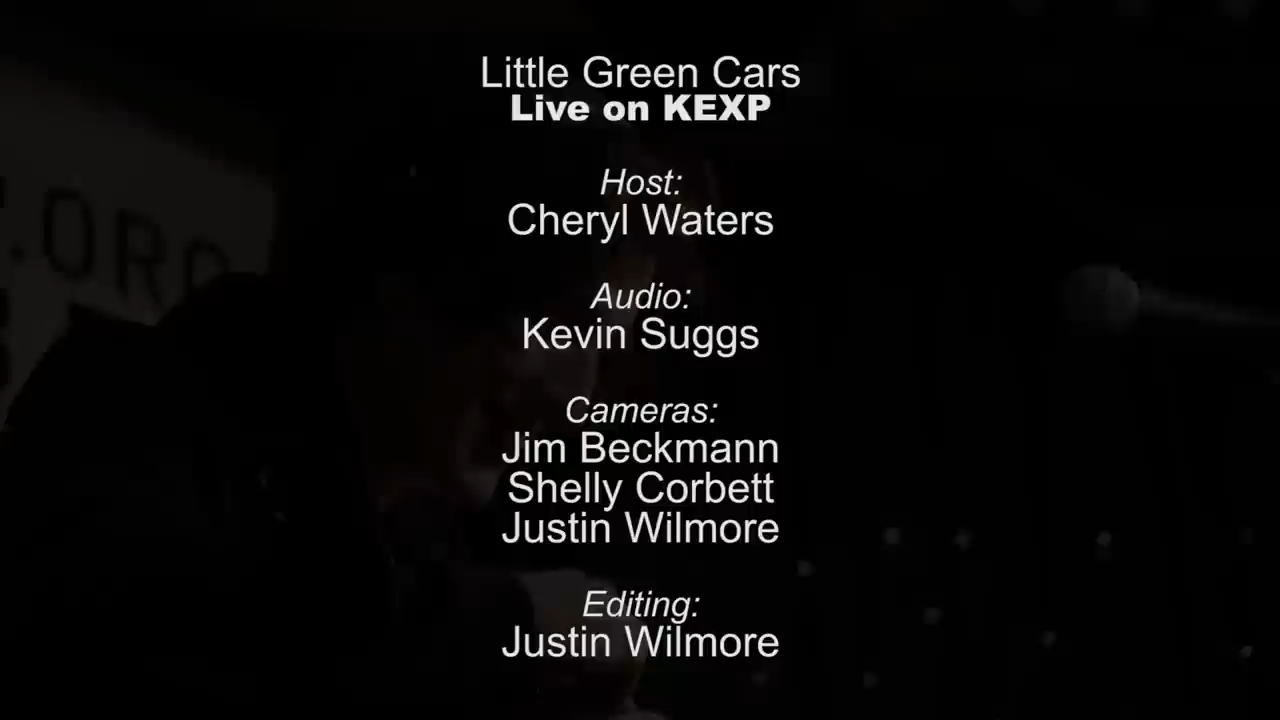 Little Green Cars
Live on KEXP
Host:
Cheryl Waters
Audio:
Kevin Suggs
Cameras:
Jim Beckmann
Shelly Corbett
Justin Wilmore
Editing:
Justin Wilmore
.ORG